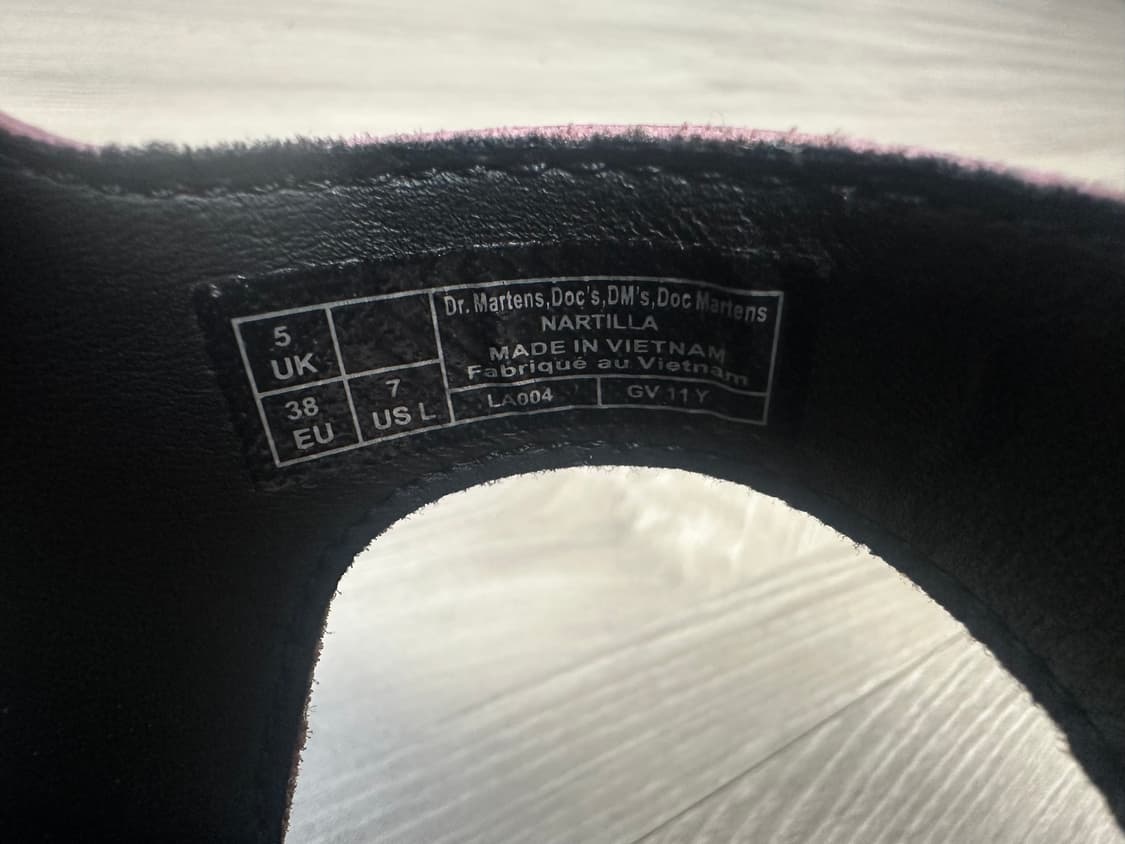 5
UK
38
EU
7
US L
Dr. Martens,Doc's,DM's,Doc Martens
NARTILLA
MADE IN VIETNAM
Fabriqué au Vietnam
LA004
GV 11 Y